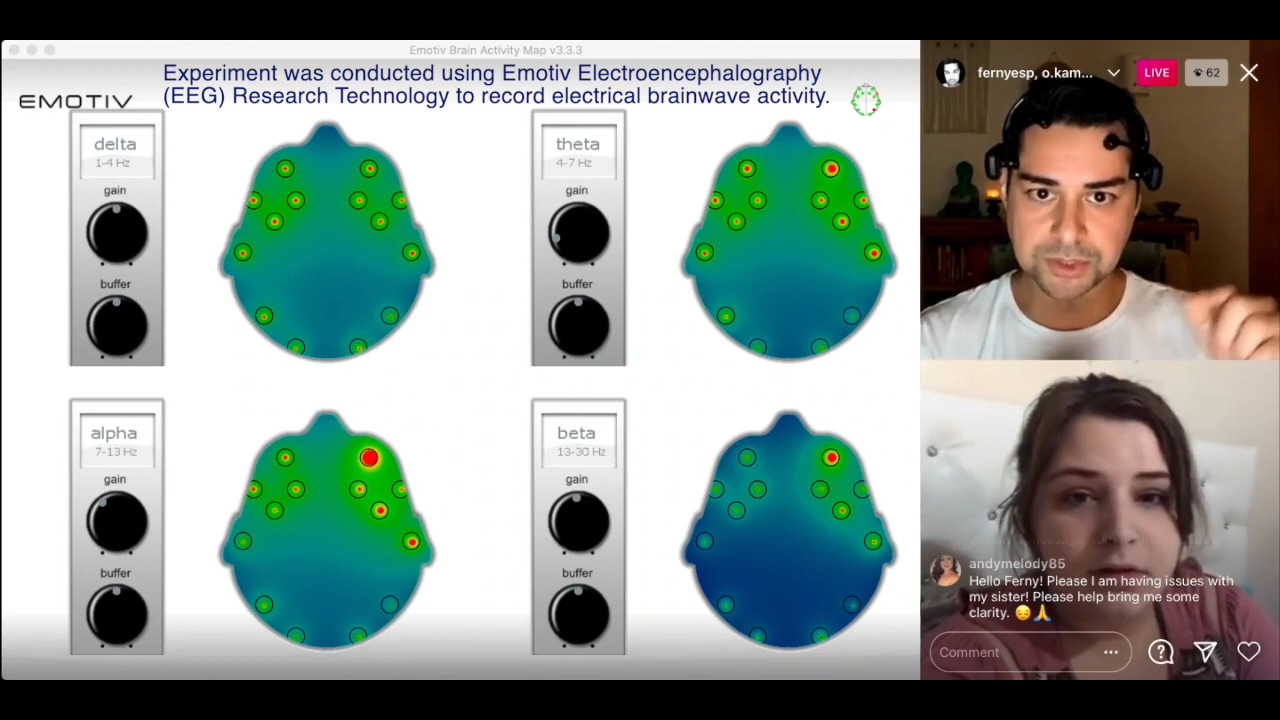 Emotiv Brain Activity Map v3.3.3
Experiment was conducted using Emotiv Electroencephalography
(EEG) Research Technology to record electrical brainwave activity.
EMOTIV
delta
1-4 Hz
gain
buffer
theta
4-7 Hz
gain
buffer
alpha
7-13 Hz
gain
buffer
beta
13-30 Hz
gain
buffer
fernyesp, o.kam...
LIVE
62
andymelody85
Hello Ferny! Please I am having issues with
my sister! Please help bring me some
clarity. 😔🙏
Comment